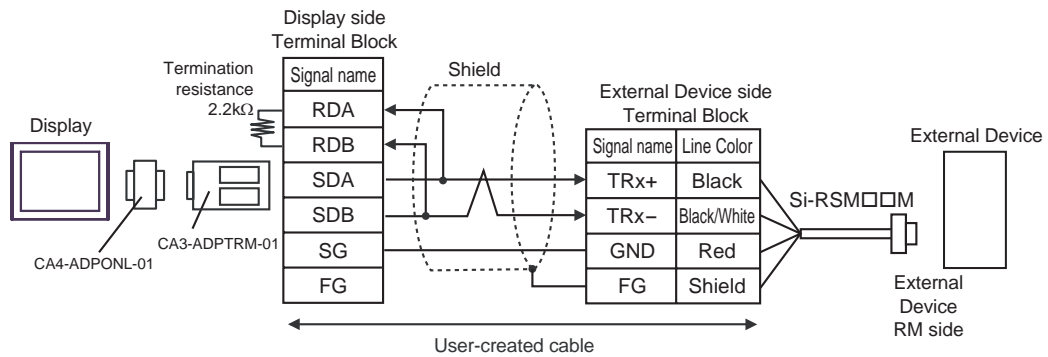 Display side
Terminal Block
Termination
resistance
2.2kΩ
Shield
External Device side
Terminal Block
Display
External Device
Signal name
RDA
RDB
SDA
SDB
SG
FG
Signal name Line Color
TRx+ Black
TRx− Black/White
GND Red
FG Shield
Si-RSM□□M
CA3-ADPTRM-01
CA4-ADPONL-01
External
Device
RM side
User-created cable